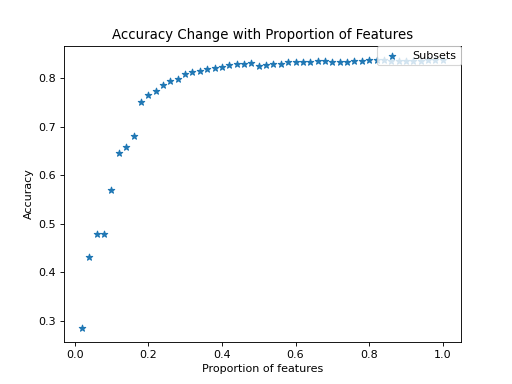 Accuracy Change with Proportion of Features
Subsets
Accuracy
0.8
0.7
0.6
0.5
0.4
0.3
0.0 0.2 0.4 0.6 0.8 1.0
Proportion of features